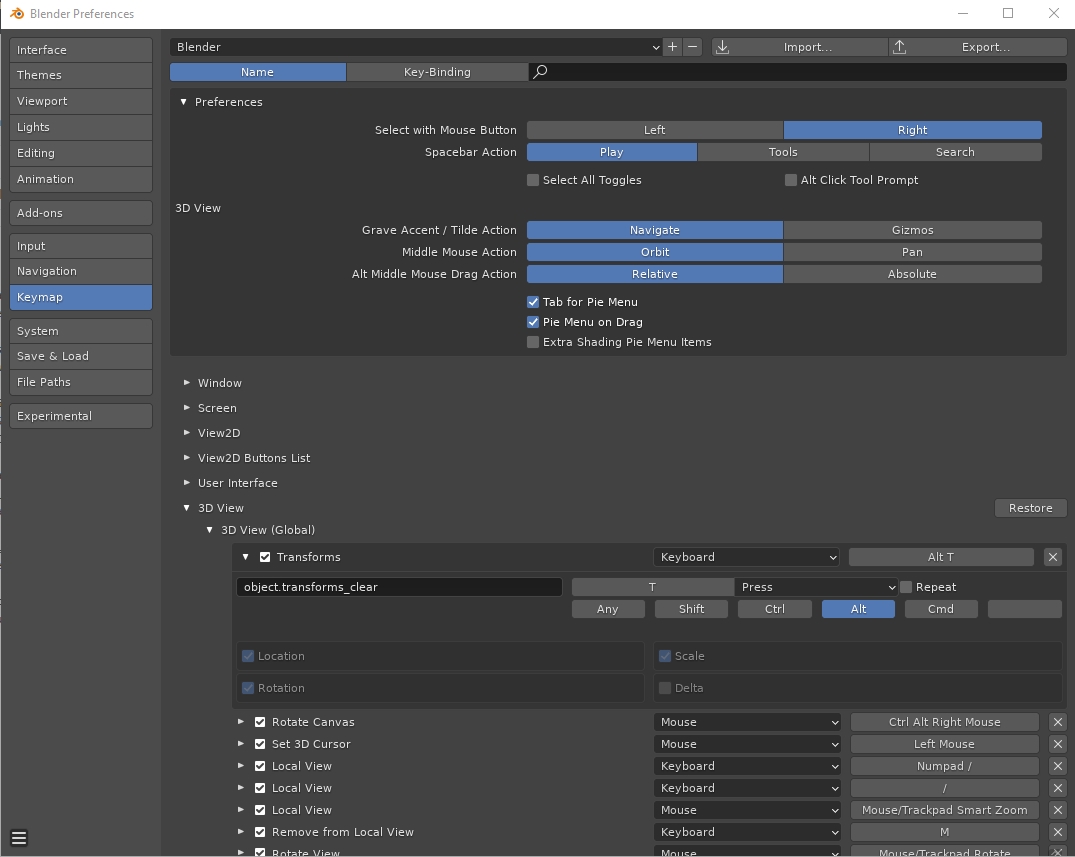 Blender Preferences
Interface
Themes
Viewport
Lights
Editing
Animation
Add-ons
Input
Navigation
Keymap
System
Save & Load
File Paths
Experimental
Blender + − Import... Export...
Name Key-Binding
Preferences
Select with Mouse Button Left Right
Spacebar Action Play Tools Search
Select All Toggles Alt Click Tool Prompt
3D View
Grave Accent / Tilde Action Navigate Gizmos
Middle Mouse Action Orbit Pan
Alt Middle Mouse Drag Action Relative Absolute
Tab for Pie Menu
Pie Menu on Drag
Extra Shading Pie Menu Items
Window
Screen
View2D
View2D Buttons List
User Interface
3D View Restore
3D View (Global)
Transforms Keyboard Alt T
object.transforms_clear T Press Repeat
Any Shift Ctrl Alt Cmd
Location Scale
Rotation Delta
Rotate Canvas Mouse Ctrl Alt Right Mouse
Set 3D Cursor Mouse Left Mouse
Local View Keyboard Numpad /
Local View Keyboard /
Local View Mouse Mouse/Trackpad Smart Zoom
Remove from Local View Keyboard M
Rotate View Mouse Mouse/Trackpad Rotate